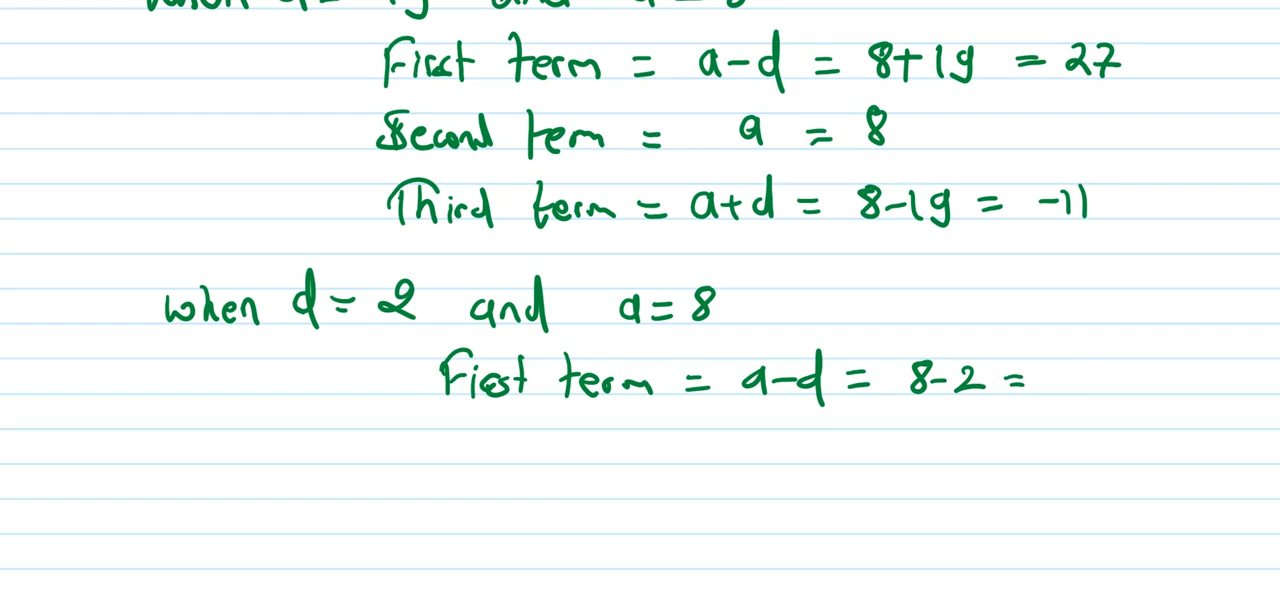 First term = a-d = 8+19 = 27
Second term = a = 8
Third term = a+d = 8-19 = -11
when d = 2 and a = 8
First term = a-d = 8-2 =